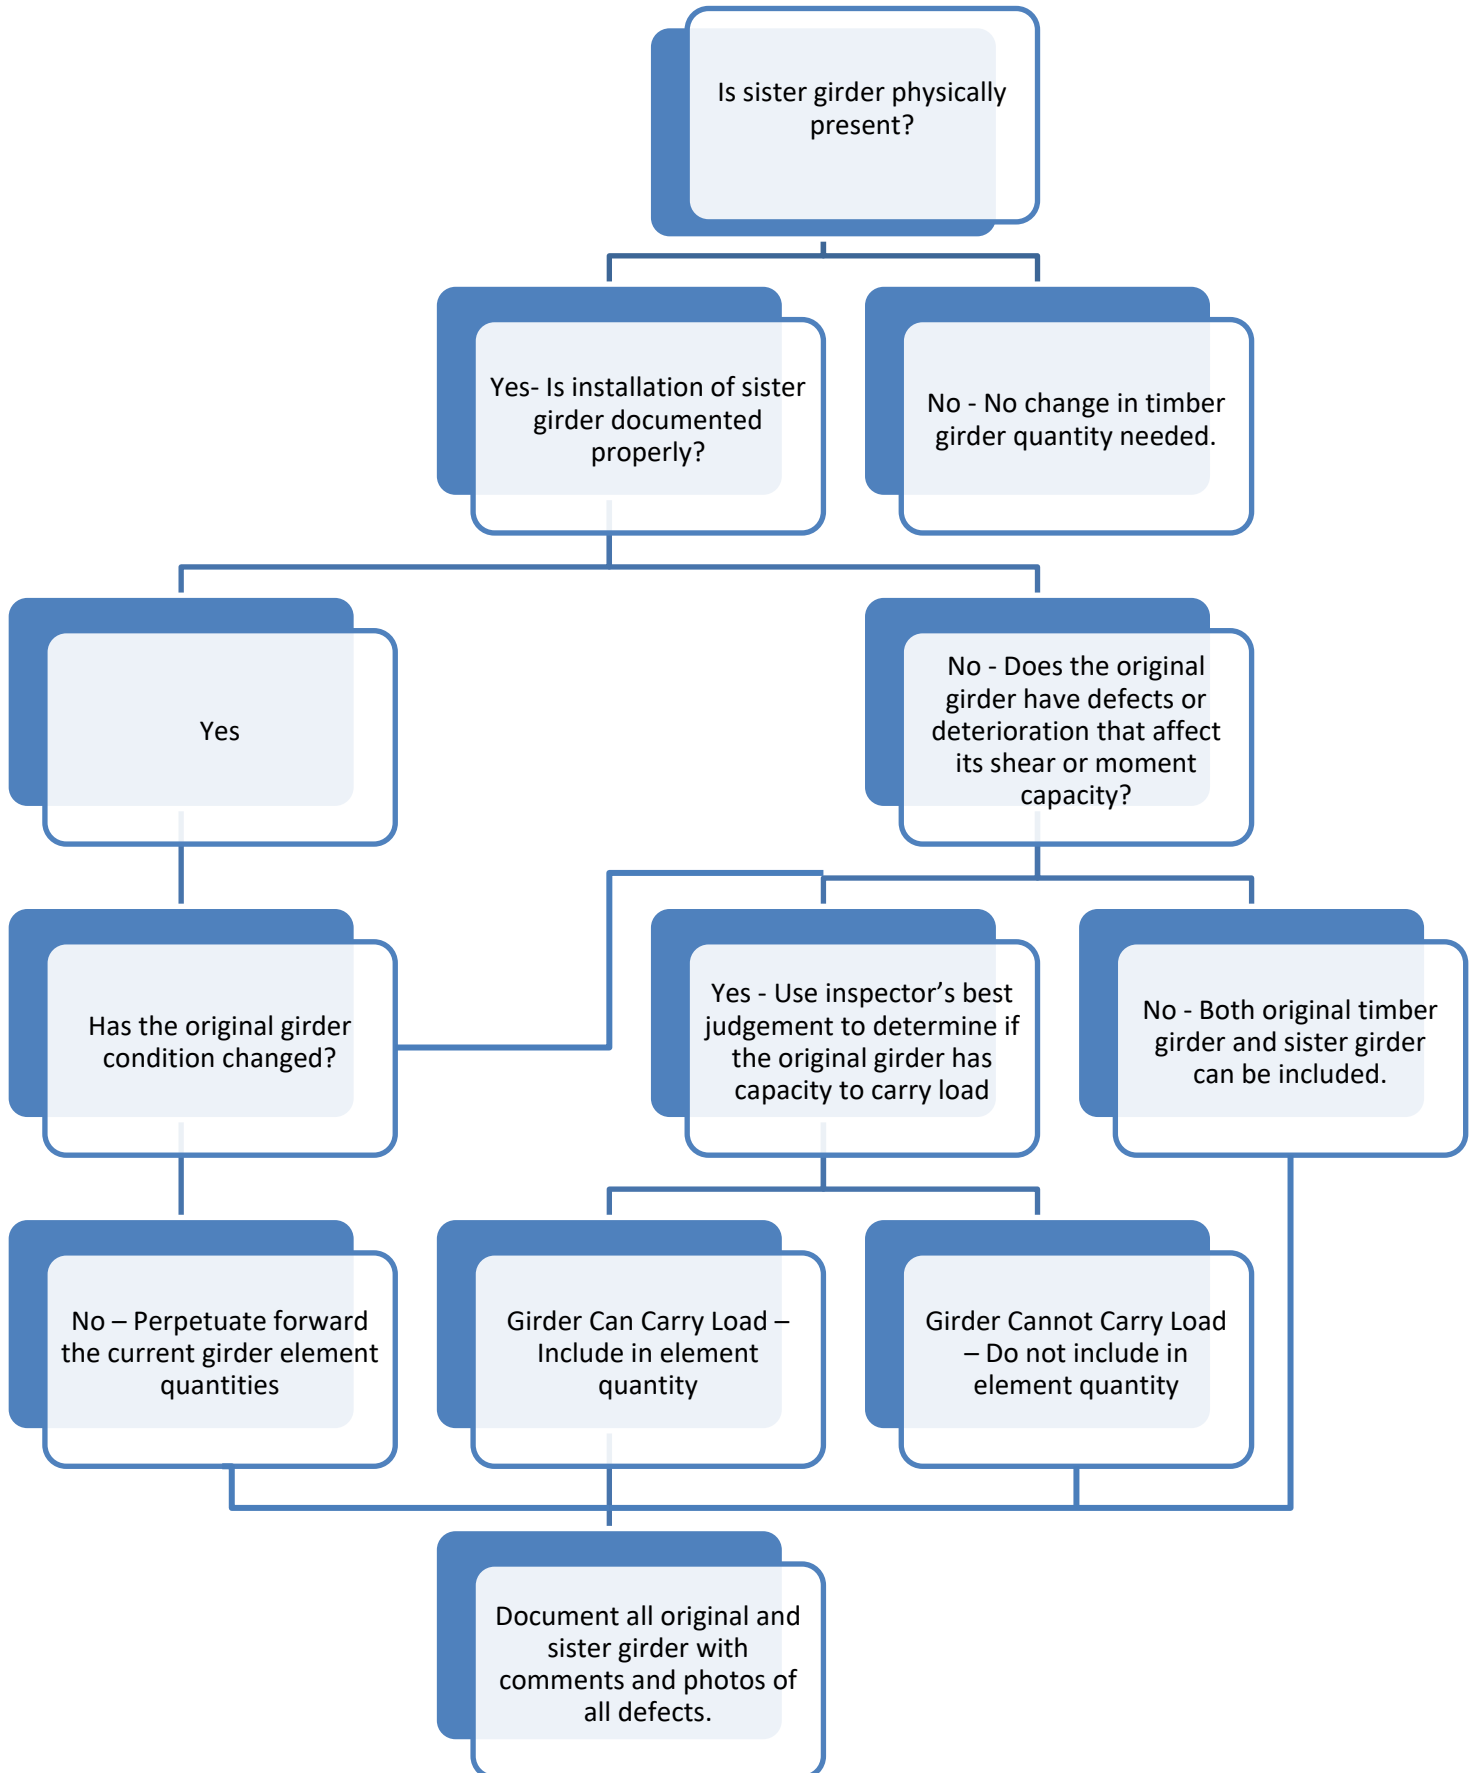 Is sister girder physically
present?
Yes- Is installation of sister
girder documented
properly?
No - No change in timber
girder quantity needed.
Yes
No - Does the original
girder have defects or
deterioration that affect
its shear or moment
capacity?
Has the original girder
condition changed?
Yes - Use inspector’s best
judgement to determine if
the original girder has
capacity to carry load
No - Both original timber
girder and sister girder
can be included.
No – Perpetuate forward
the current girder element
quantities
Girder Can Carry Load –
Include in element
quantity
Girder Cannot Carry Load
– Do not include in
element quantity
Document all original and
sister girder with
comments and photos of
all defects.